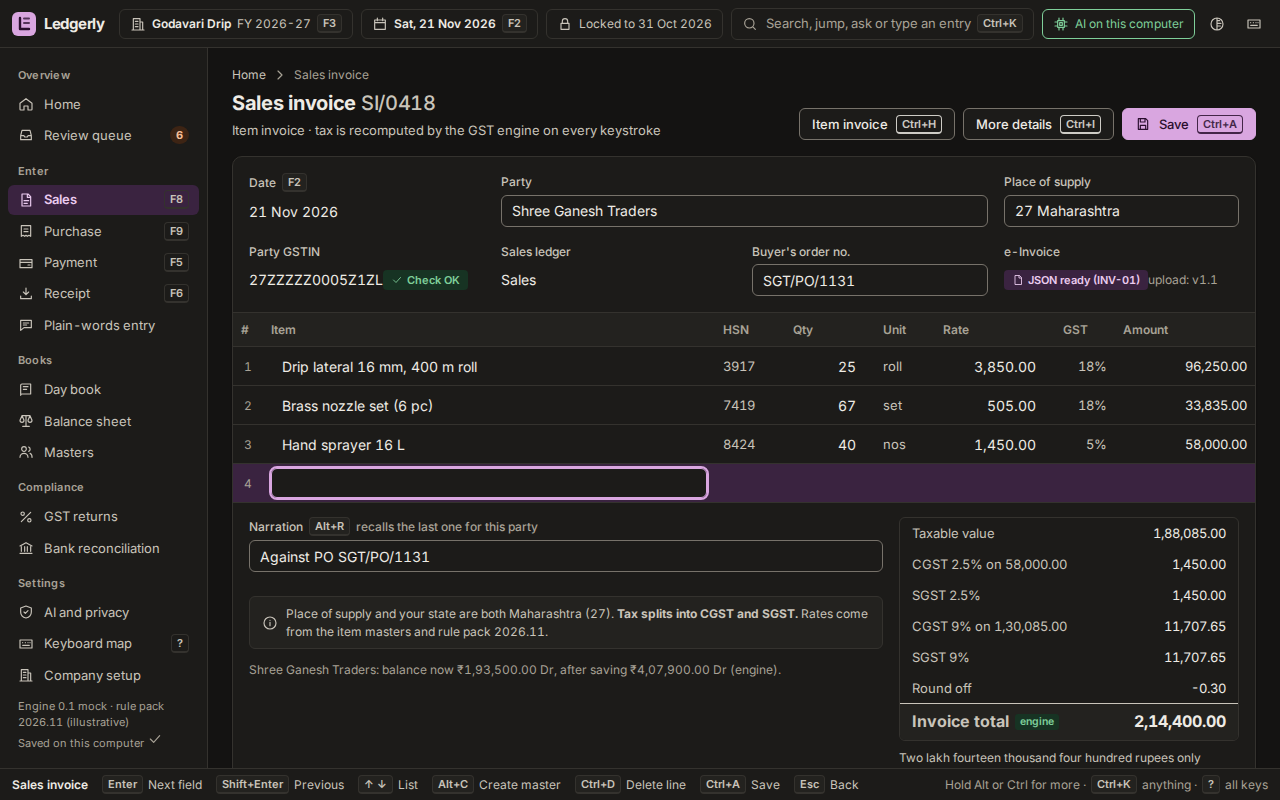 Ledgerly
Godavari Drip FY 2026-27 F3
Sat, 21 Nov 2026 F2
Locked to 31 Oct 2026
Search, jump, ask or type an entry Ctrl+K
AI on this computer
Overview
Home
Review queue 6
Enter
Sales F8
Purchase F9
Payment F5
Receipt F6
Plain-words entry
Books
Day book
Balance sheet
Masters
Compliance
GST returns
Bank reconciliation
Settings
AI and privacy
Keyboard map ?
Company setup
Engine 0.1 mock · rule pack
2026.11 (illustrative)
Saved on this computer
Home > Sales invoice
Sales invoice SI/0418
Item invoice · tax is recomputed by the GST engine on every keystroke
Item invoice Ctrl+H
More details Ctrl+I
Save Ctrl+A
Date F2
21 Nov 2026
Party
Shree Ganesh Traders
Place of supply
27 Maharashtra
Party GSTIN
27ZZZZZ0005Z1ZL Check OK
Sales ledger
Sales
Buyer's order no.
SGT/PO/1131
e-Invoice
JSON ready (INV-01) upload: v1.1
# Item HSN Qty Unit Rate GST Amount
1 Drip lateral 16 mm, 400 m roll 3917 25 roll 3,850.00 18% 96,250.00
2 Brass nozzle set (6 pc) 7419 67 set 505.00 18% 33,835.00
3 Hand sprayer 16 L 8424 40 nos 1,450.00 5% 58,000.00
4
Narration Alt+R recalls the last one for this party
Against PO SGT/PO/1131
Place of supply and your state are both Maharashtra (27). Tax splits into CGST and SGST. Rates come
from the item masters and rule pack 2026.11.
Shree Ganesh Traders: balance now ₹1,93,500.00 Dr, after saving ₹4,07,900.00 Dr (engine).
Taxable value 1,88,085.00
CGST 2.5% on 58,000.00 1,450.00
SGST 2.5% 1,450.00
CGST 9% on 1,30,085.00 11,707.65
SGST 9% 11,707.65
Round off -0.30
Invoice total engine 2,14,400.00
Two lakh fourteen thousand four hundred rupees only
Sales invoice Enter Next field Shift+Enter Previous ↑ ↓ List Alt+C Create master Ctrl+D Delete line Ctrl+A Save Esc Back
Hold Alt or Ctrl for more · Ctrl+K anything · ? all keys